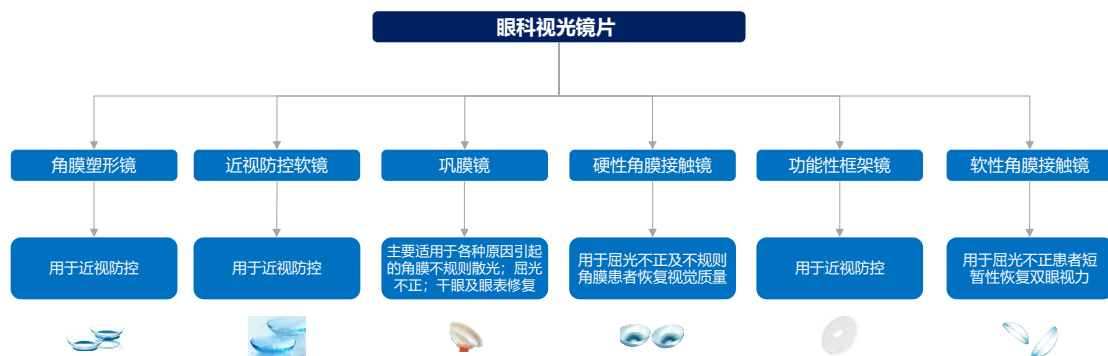 眼科视光镜片
角膜塑形镜
近视防控软镜
巩膜镜
硬性角膜接触镜
功能性框架镜
软性角膜接触镜
用于近视防控
用于近视防控
主要适用于各种原因引起
的角膜不规则散光；屈光
不正；干眼及眼表修复
用于屈光不正及不规则
角膜患者恢复视觉质量
用于近视防控
用于屈光不正患者短
暂性恢复双眼视力